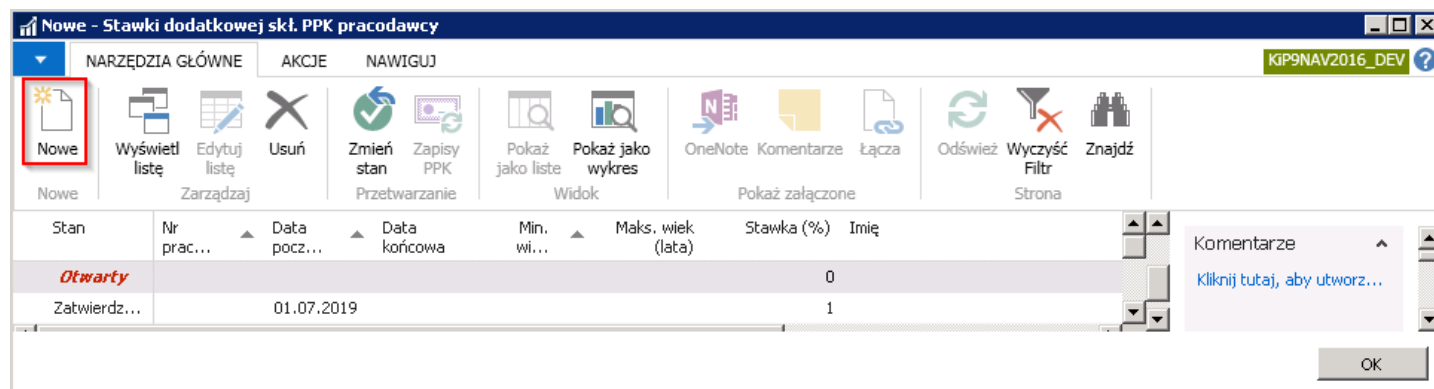 Nowe - Stawki dodatkowej skł. PPK pracodawcy
NARZĘDZIA GŁÓWNE AKCJE NAWIGUJ KiP9NAV2016_DEV
Nowe Wyświetl listę Edytuj listę Usuń Zmień stan Zapisy PPK Pokaż jako liste Pokaż jako wykres OneNote Komentarze Łącza Odśwież Wyczyść Filtr Znajdź
Nowe Zarządzaj Przetwarzanie Widok Pokaż załączone Strona
Stan Nr prac... Data pocz... Data końcowa Min. wi... Maks. wiek (lata) Stawka (%) Imię
Otwarty 0
Zatwierdz... 01.07.2019 1
Komentarze
Kliknij tutaj, aby utworz...
OK